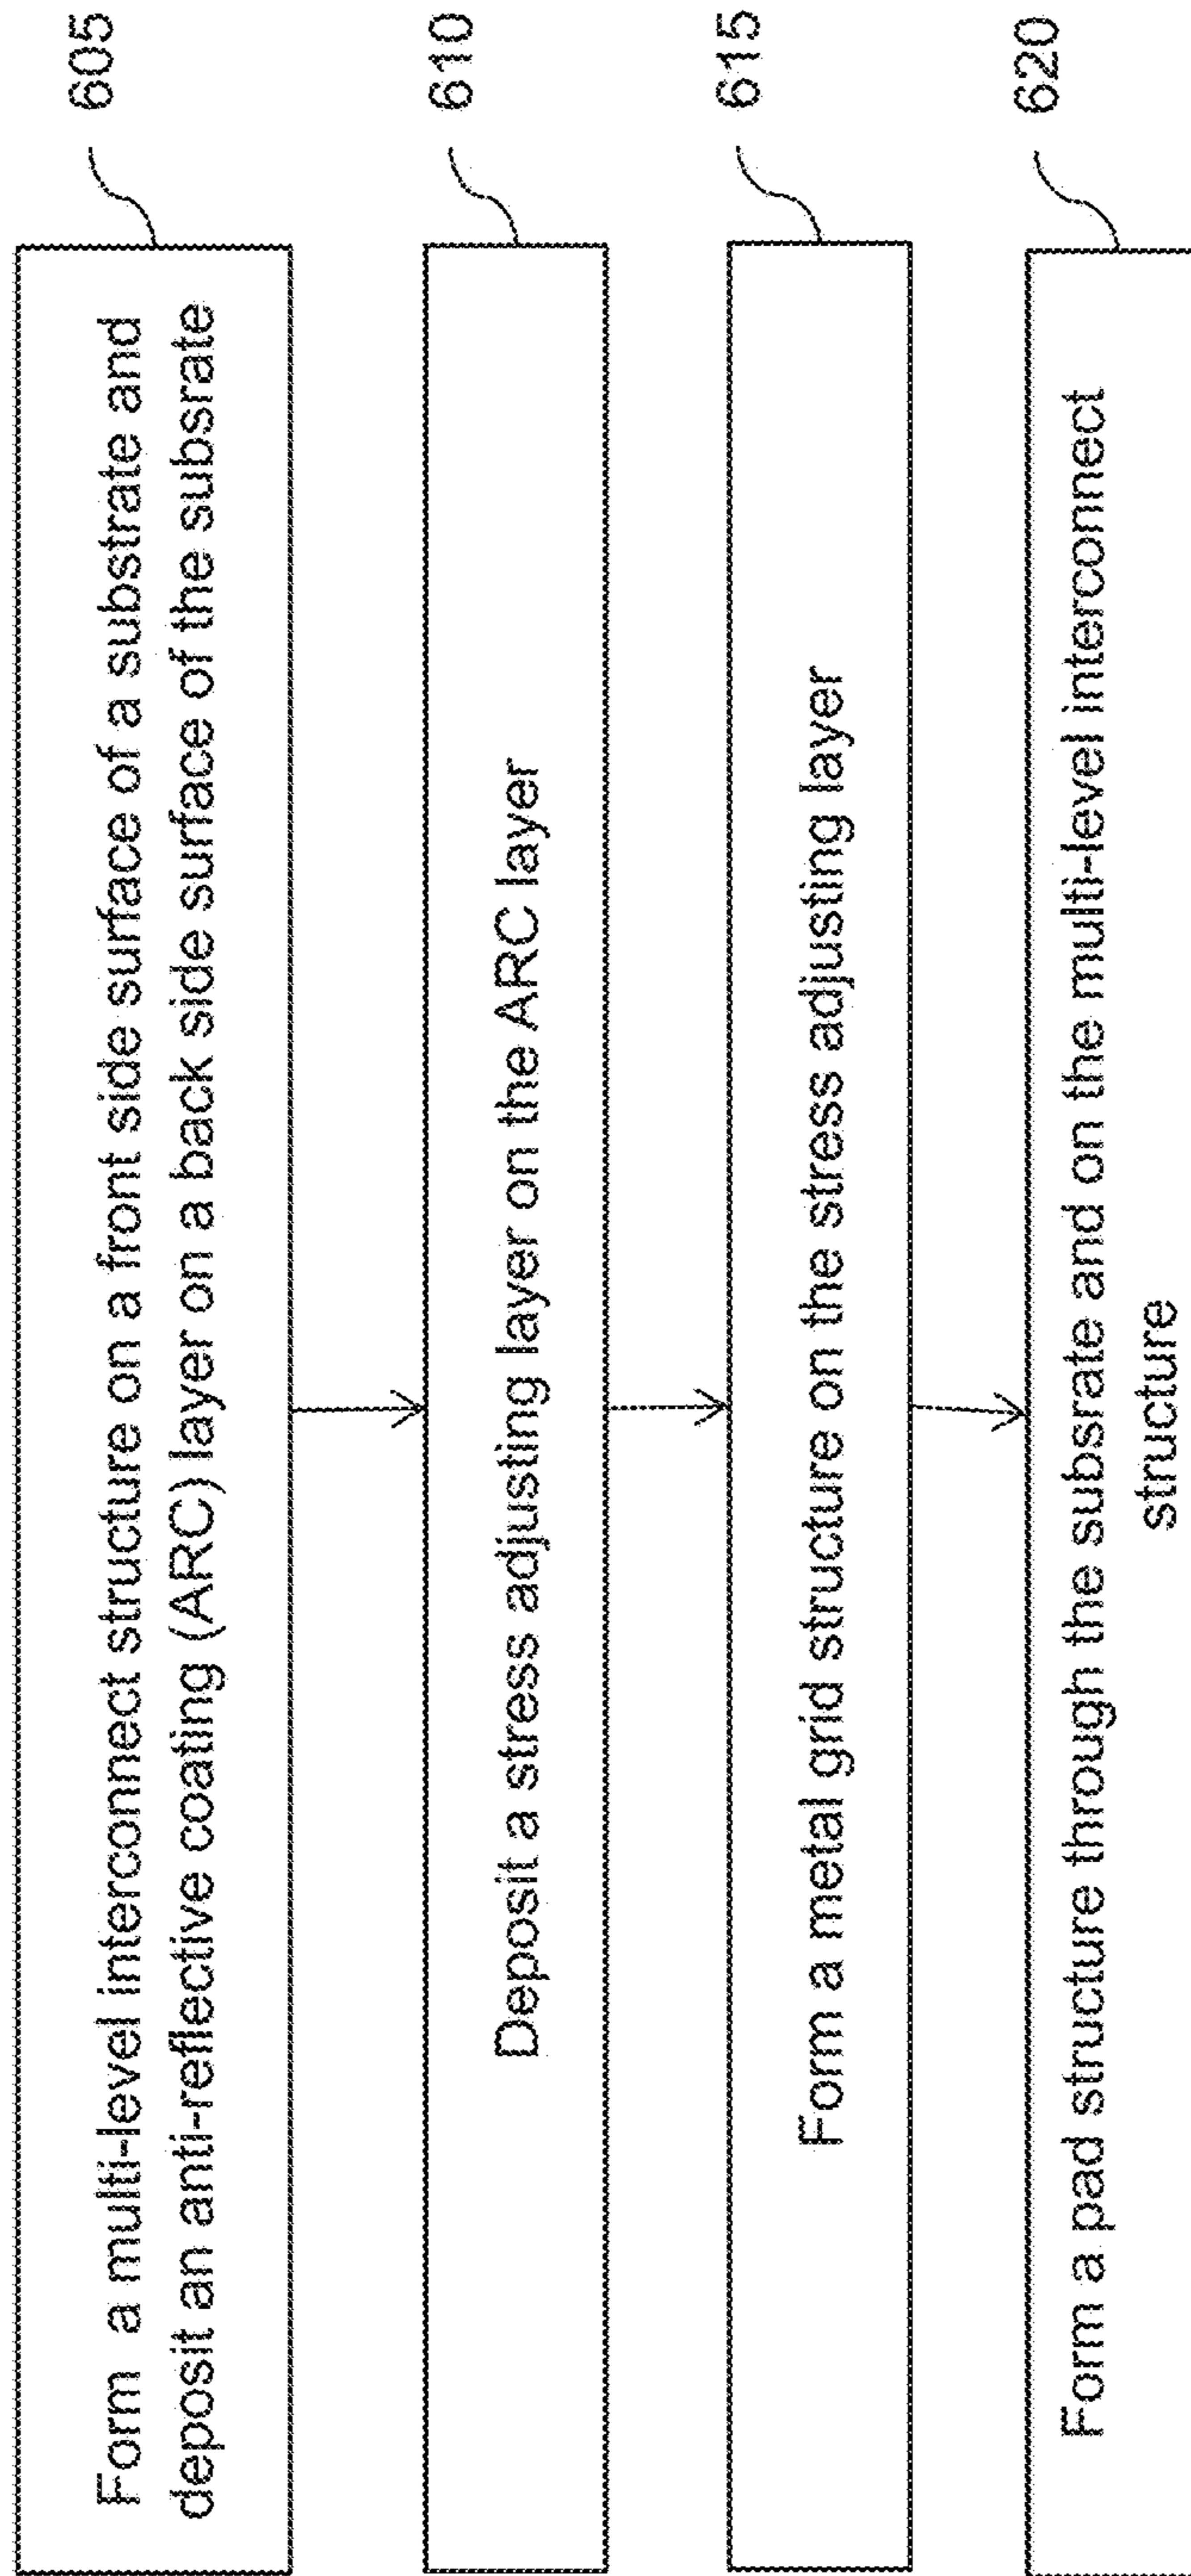 Form a multi-level interconnect structure on a front side surface of a substrate and
deposit an anti-reflective coating (ARC) layer on a back side surface of the subsrate
605
Deposit a stress adjusting layer on the ARC layer
610
Form a metal grid structure on the stress adjusting layer
615
Form a pad structure through the subsrate and on the multi-level interconnect
structure
620